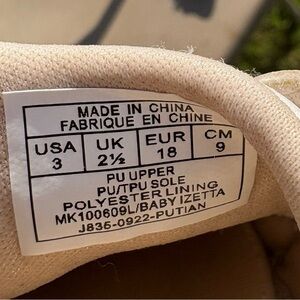 MADE IN CHINA
FABRIQUE EN CHINE
USA UK EUR CM
3 2½ 18 9
PU UPPER
PU/TPU SOLE
POLYESTER LINING
MK100609L/BABY IZETTA
J835-0922-PUTIAN